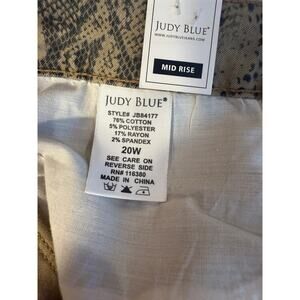 JUDY BLUE®
WWW.JUDYBLUEJEANS.COM
MID RISE
JUDY BLUE®
STYLE# JB84177
76% COTTON
5% POLYESTER
17% RAYON
2% SPANDEX
20W
SEE CARE ON
REVERSE SIDE
RN# 116380
MADE IN CHINA